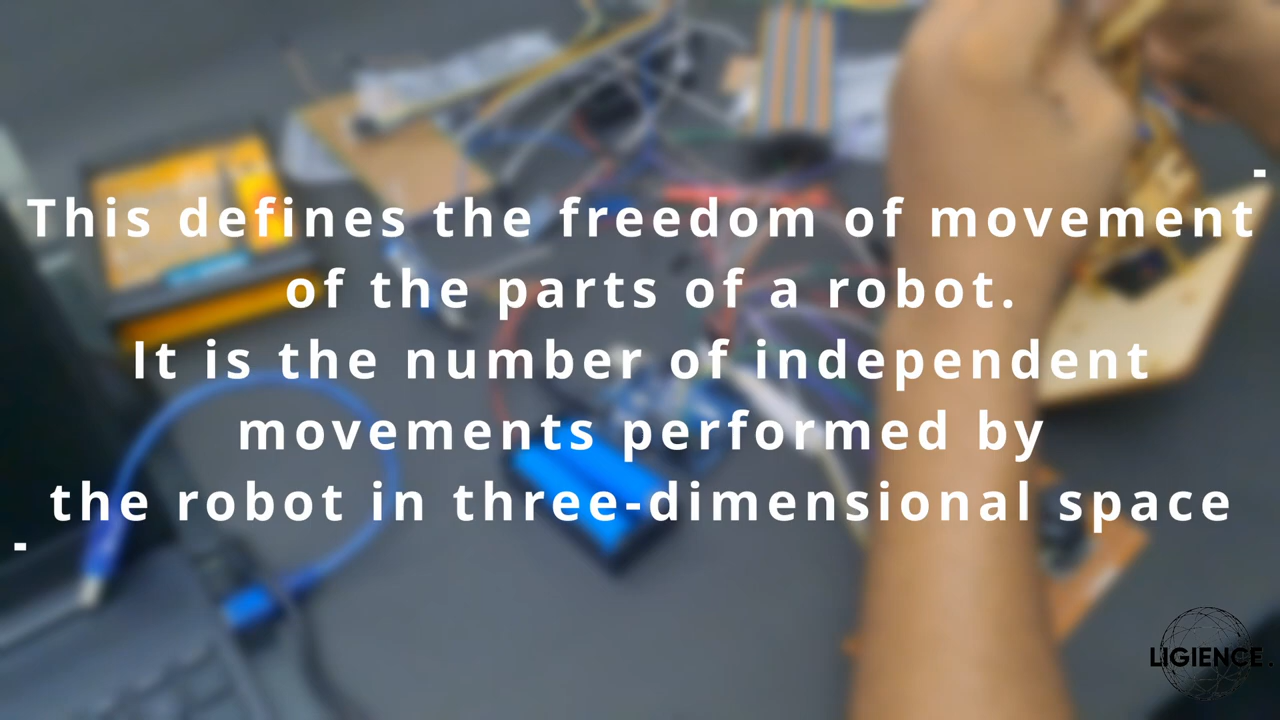 -
This defines the freedom of movement
of the parts of a robot.
It is the number of independent
movements performed by
the robot in three-dimensional space
-
LIGIENCE.